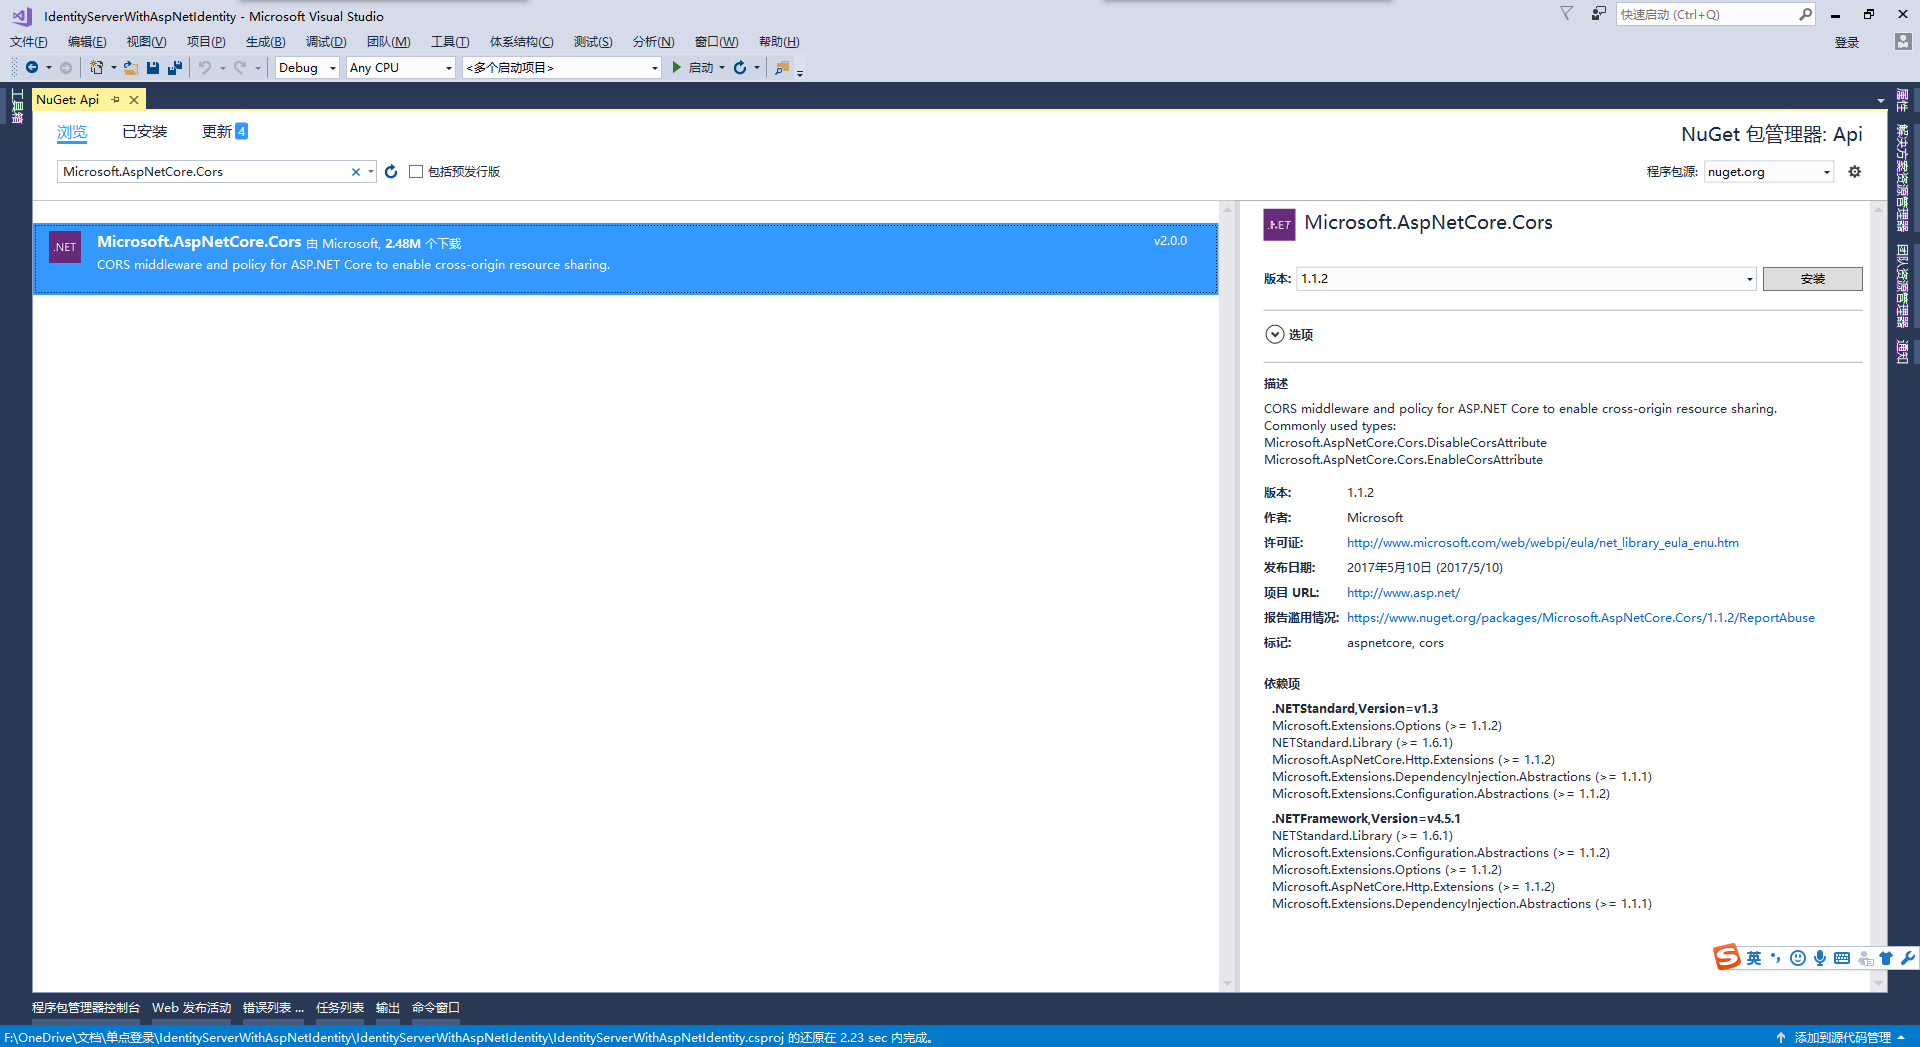 IdentityServerWithAspNetIdentity - Microsoft Visual Studio
快速启动 (Ctrl+Q)
文件(F) 编辑(E) 视图(V) 项目(P) 生成(B) 调试(D) 团队(M) 工具(T) 体系结构(C) 测试(S) 分析(N) 窗口(W) 帮助(H)
登录
Debug Any CPU <多个启动项目> 启动
工具箱
NuGet: Api
浏览 已安装 更新 4
NuGet 包管理器: Api
Microsoft.AspNetCore.Cors
包括预发行版
程序包源: nuget.org
.NET
Microsoft.AspNetCore.Cors 由 Microsoft, 2.48M 个下载
v2.0.0
CORS middleware and policy for ASP.NET Core to enable cross-origin resource sharing.
.NET
Microsoft.AspNetCore.Cors
版本: 1.1.2 安装
选项
描述
CORS middleware and policy for ASP.NET Core to enable cross-origin resource sharing.
Commonly used types:
Microsoft.AspNetCore.Cors.DisableCorsAttribute
Microsoft.AspNetCore.Cors.EnableCorsAttribute
版本: 1.1.2
作者: Microsoft
许可证: http://www.microsoft.com/web/webpi/eula/net_library_eula_enu.htm
发布日期: 2017年5月10日 (2017/5/10)
项目 URL: http://www.asp.net/
报告滥用情况: https://www.nuget.org/packages/Microsoft.AspNetCore.Cors/1.1.2/ReportAbuse
标记: aspnetcore, cors
依赖项
.NETStandard,Version=v1.3
Microsoft.Extensions.Options (>= 1.1.2)
NETStandard.Library (>= 1.6.1)
Microsoft.AspNetCore.Http.Extensions (>= 1.1.2)
Microsoft.Extensions.DependencyInjection.Abstractions (>= 1.1.1)
Microsoft.Extensions.Configuration.Abstractions (>= 1.1.2)
.NETFramework,Version=v4.5.1
NETStandard.Library (>= 1.6.1)
Microsoft.Extensions.Configuration.Abstractions (>= 1.1.2)
Microsoft.Extensions.Options (>= 1.1.2)
Microsoft.AspNetCore.Http.Extensions (>= 1.1.2)
Microsoft.Extensions.DependencyInjection.Abstractions (>= 1.1.1)
属性
解决方案资源管理器
团队资源管理器
通知
英
程序包管理器控制台 Web 发布活动 错误列表 ... 任务列表 输出 命令窗口
F:\OneDrive\文档\单点登录\IdentityServerWithAspNetIdentity\IdentityServerWithAspNetIdentity\IdentityServerWithAspNetIdentity.csproj 的还原在 2.23 sec 内完成。
添加到源代码管理